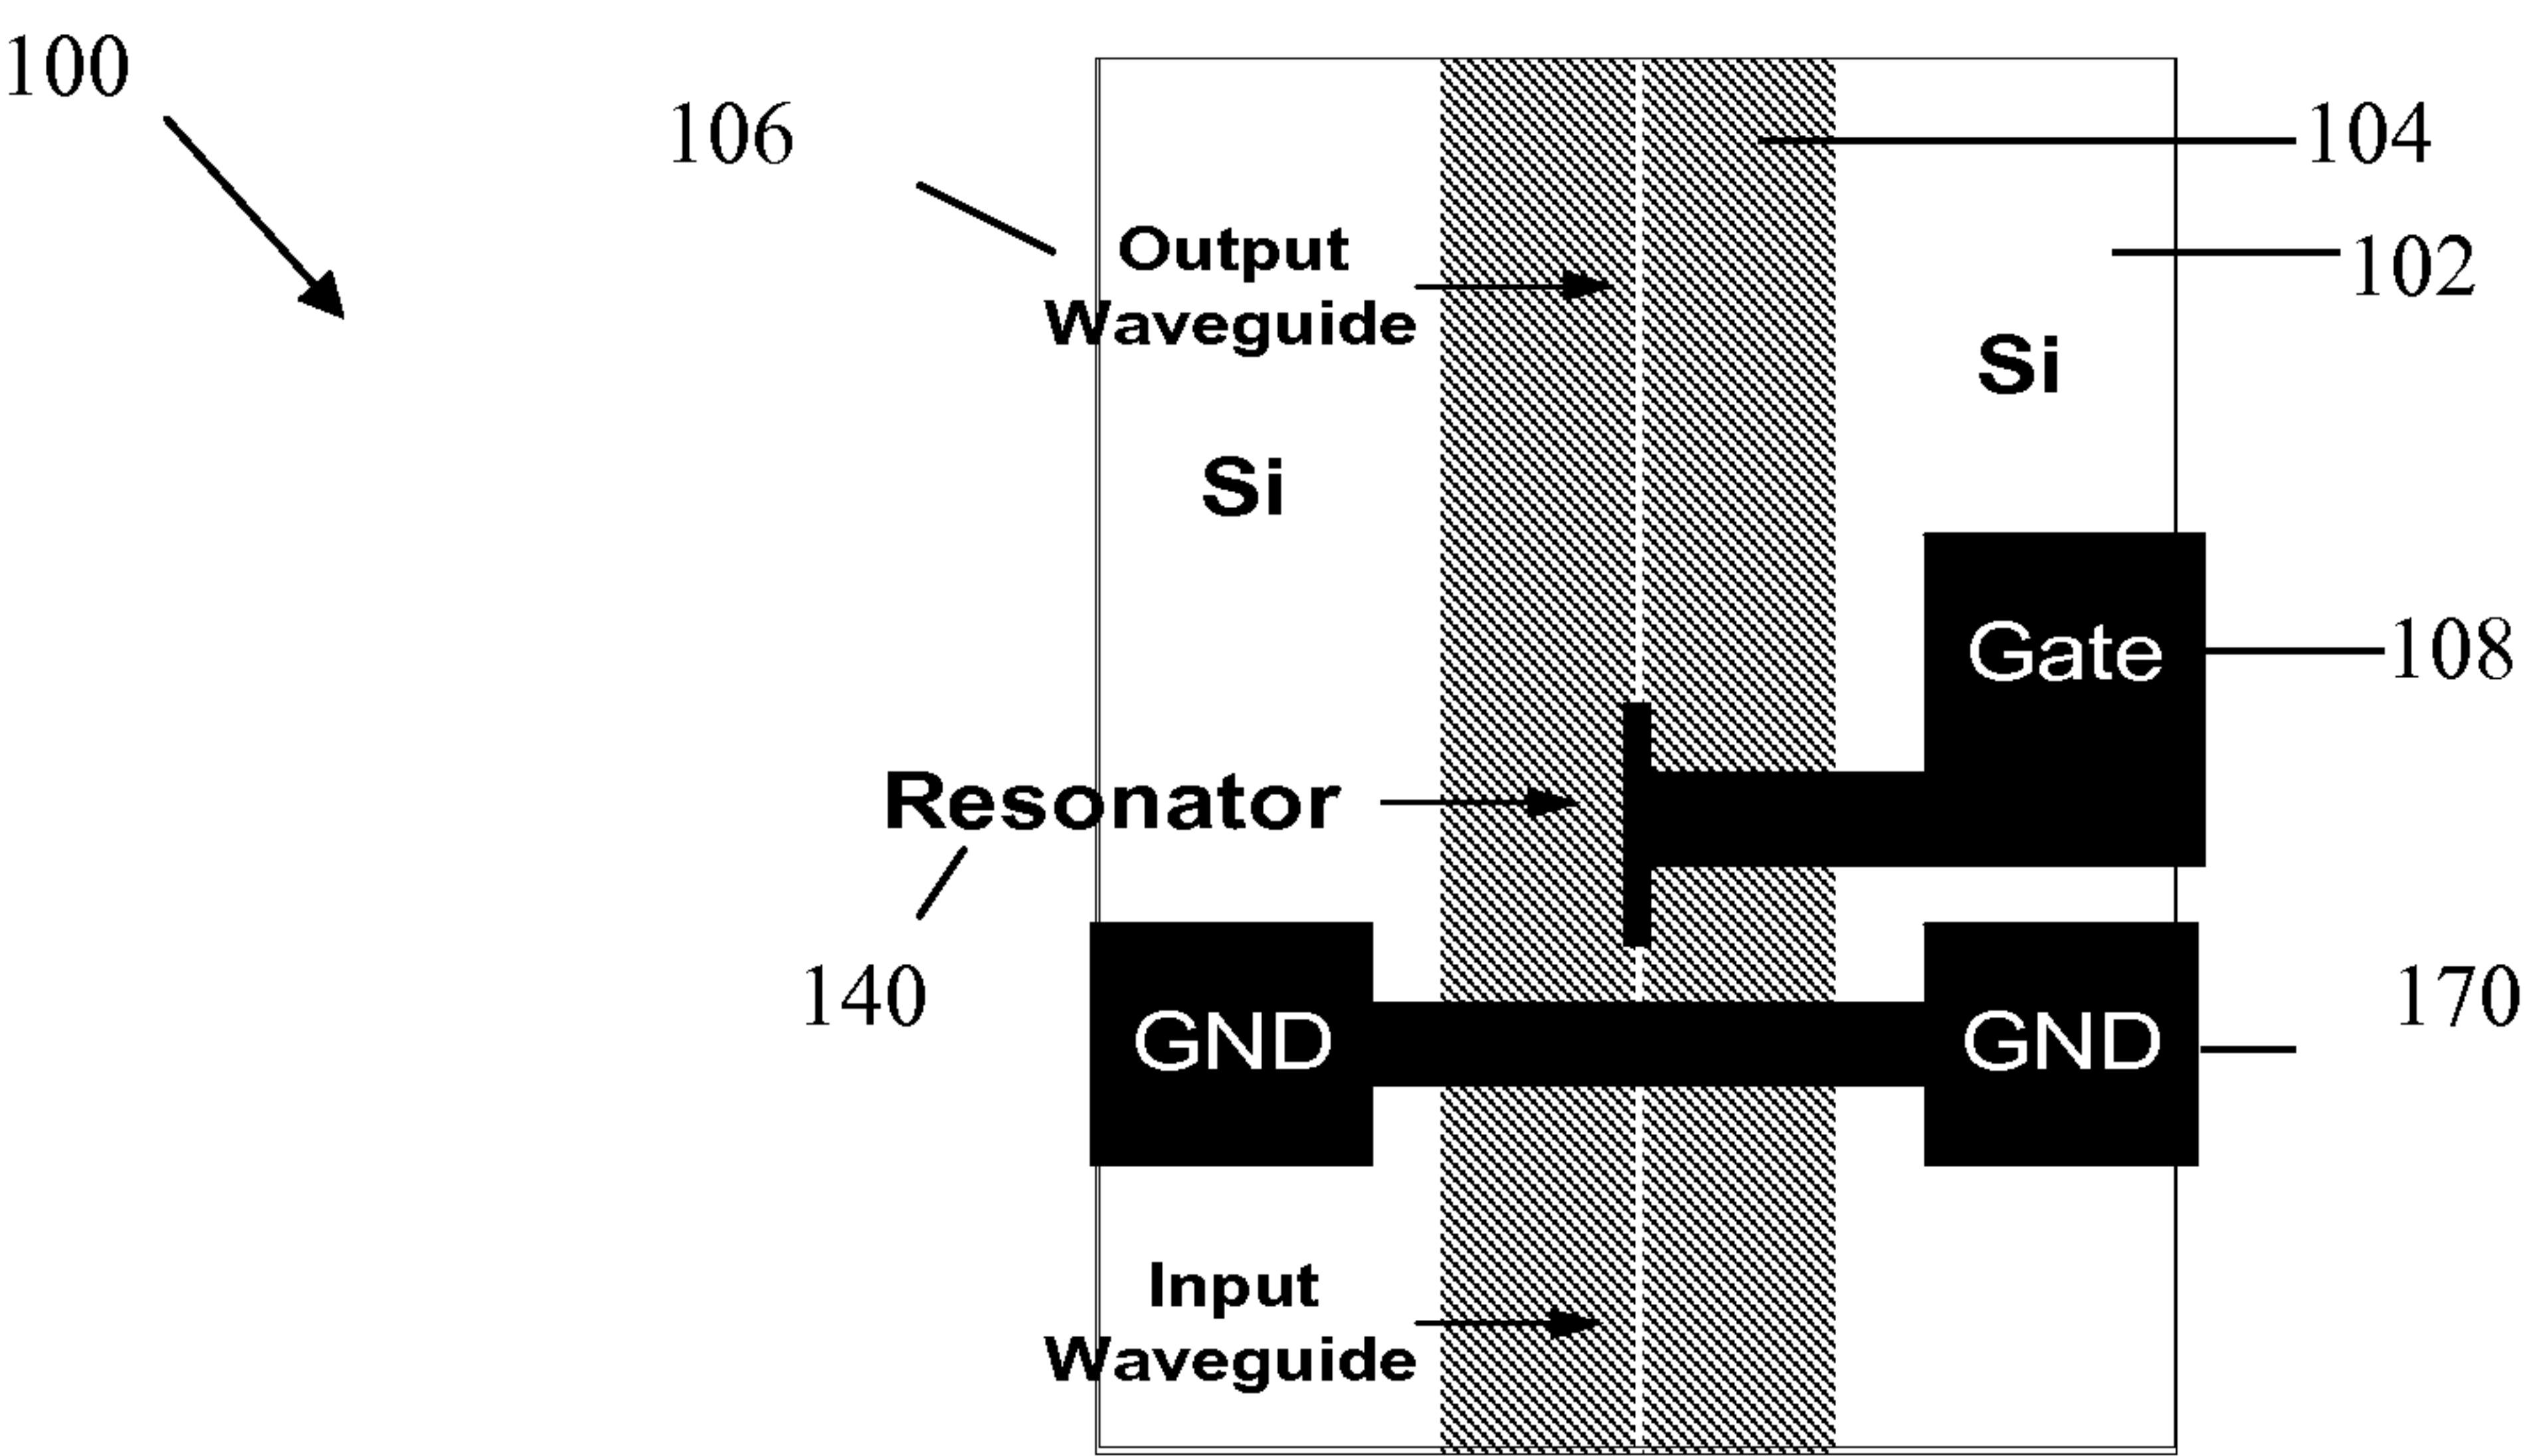 100
106
104
Output
Waveguide
102
Si
Si
Gate
108
Resonator
140
GND
GND
170
Input
Waveguide